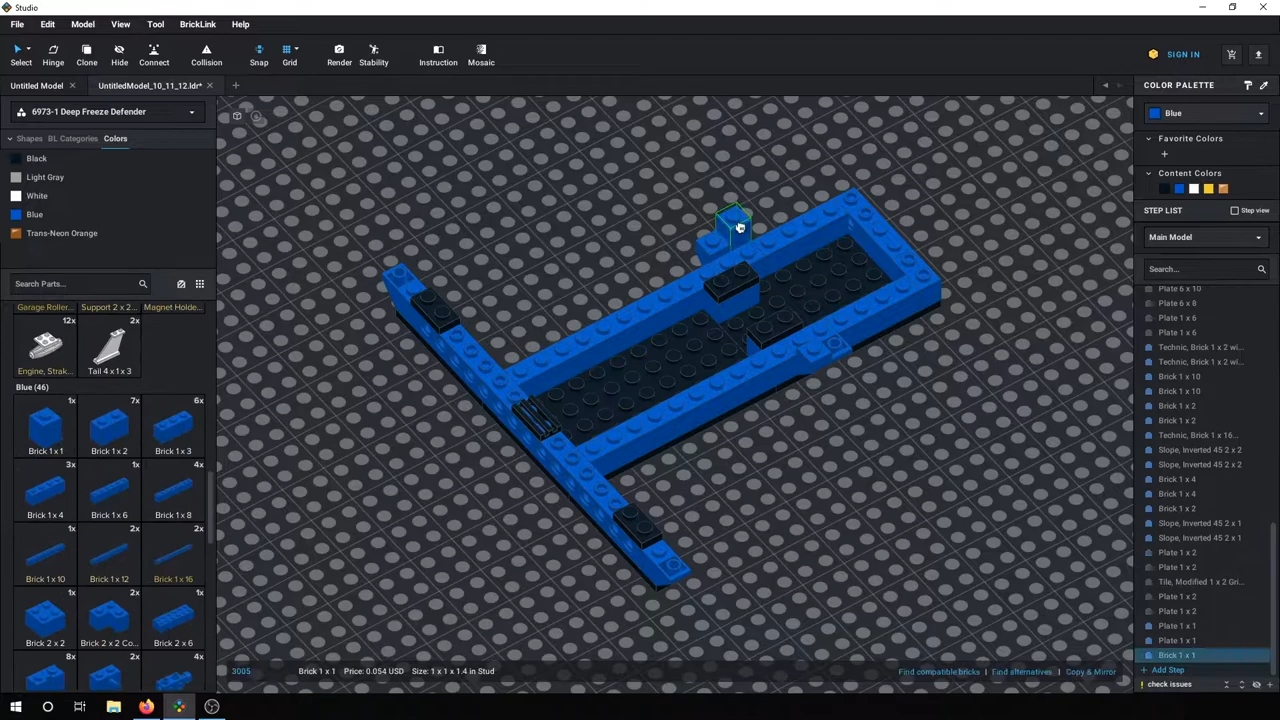 Studio
File Edit Model View Tool BrickLink Help
Select Hinge Clone Hide Connect Collision Snap Grid Render Stability Instruction Mosaic SIGN IN
Untitled Model UntitledModel_10_11_12.ldr*
6973-1 Deep Freeze Defender
Shapes BL Categories Colors
Black
Light Gray
White
Blue
Trans-Neon Orange
Search Parts...
Garage Roller... Support 2 x 2... Magnet Holde...
12x 2x
Engine, Strak... Tail 4 x 1 x 3
Blue (46)
1x 7x 6x
Brick 1 x 1 Brick 1 x 2 Brick 1 x 3
3x 1x 4x
Brick 1 x 4 Brick 1 x 6 Brick 1 x 8
1x 2x 2x
Brick 1 x 10 Brick 1 x 12 Brick 1 x 16
1x 2x 1x
Brick 2 x 2 Brick 2 x 2 Co... Brick 2 x 6
8x 1x 4x
3005 Brick 1 x 1 Price: 0.054 USD Size: 1 x 1 x 1.4 in Stud
Find compatible bricks Find alternatives Copy & Mirror
COLOR PALETTE
Blue
Favorite Colors
Content Colors
STEP LIST Step view
Main Model
Search...
Plate 6 x 10
Plate 6 x 8
Plate 1 x 6
Plate 1 x 6
Technic, Brick 1 x 2 wi...
Technic, Brick 1 x 2 wi...
Brick 1 x 10
Brick 1 x 10
Brick 1 x 2
Brick 1 x 2
Technic, Brick 1 x 16...
Slope, Inverted 45 2 x 2
Slope, Inverted 45 2 x 2
Brick 1 x 4
Brick 1 x 4
Brick 1 x 2
Slope, Inverted 45 2 x 1
Slope, Inverted 45 2 x 1
Plate 1 x 2
Plate 1 x 2
Tile, Modified 1 x 2 Gri...
Plate 1 x 2
Plate 1 x 2
Plate 1 x 1
Plate 1 x 1
Brick 1 x 1
Add Step
check issues